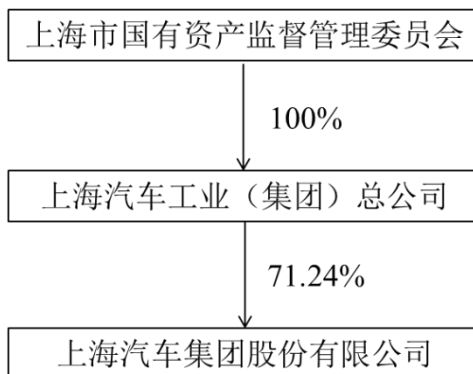 上海市国有资产监督管理委员会
100%
上海汽车工业（集团）总公司
71.24%
上海汽车集团股份有限公司